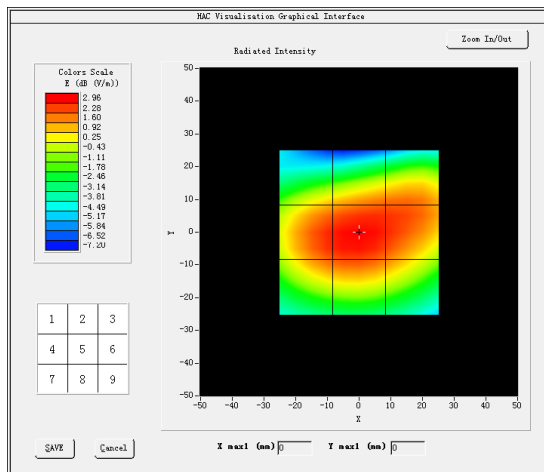 HAC Visualisation Graphical Interface
Zoom In/Out
Radiated Intensity
Colors Scale
E (dB (V/m))
2.96
2.28
1.60
0.92
0.25
-0.43
-1.11
-1.78
-2.46
-3.14
-3.81
-4.49
-5.17
-5.84
-6.52
-7.20
50
40
30
20
10
0
-10
-20
-30
-40
-50
Y
-50 -40 -30 -20 -10 0 10 20 30 40 50
X
1 2 3
4 5 6
7 8 9
SAVE Cancel
X max1 (mm) 0 Y max1 (mm) 0